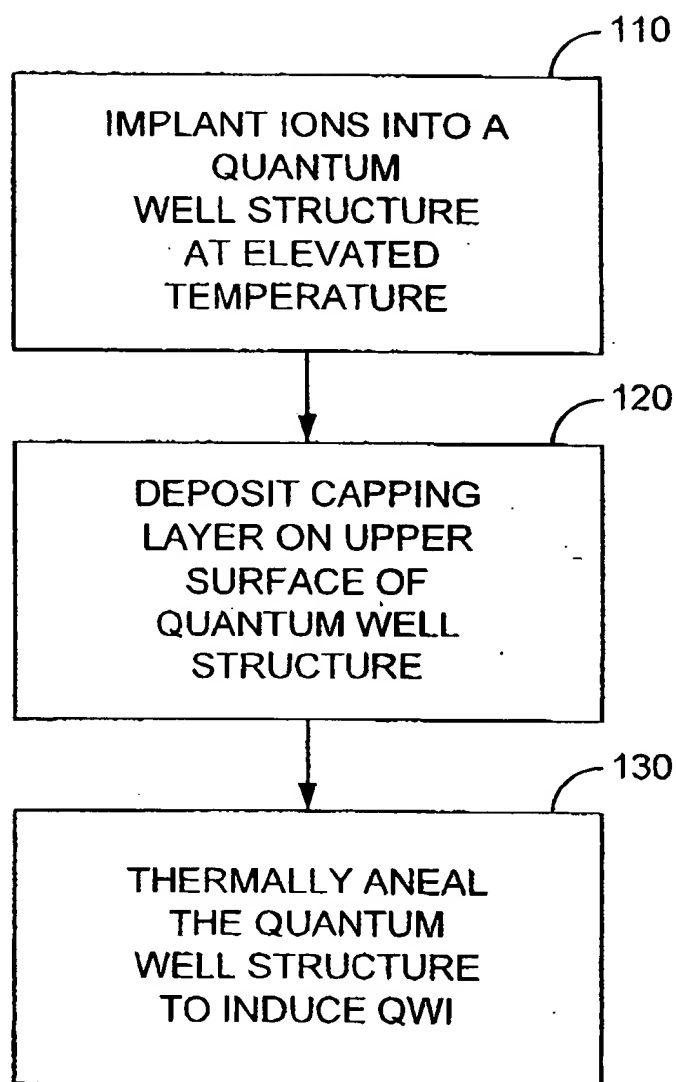 110
IMPLANT IONS INTO A
QUANTUM
WELL STRUCTURE
AT ELEVATED
TEMPERATURE
120
DEPOSIT CAPPING
LAYER ON UPPER
SURFACE OF
QUANTUM WELL
STRUCTURE
130
THERMALLY ANEAL
THE QUANTUM
WELL STRUCTURE
TO INDUCE QWI